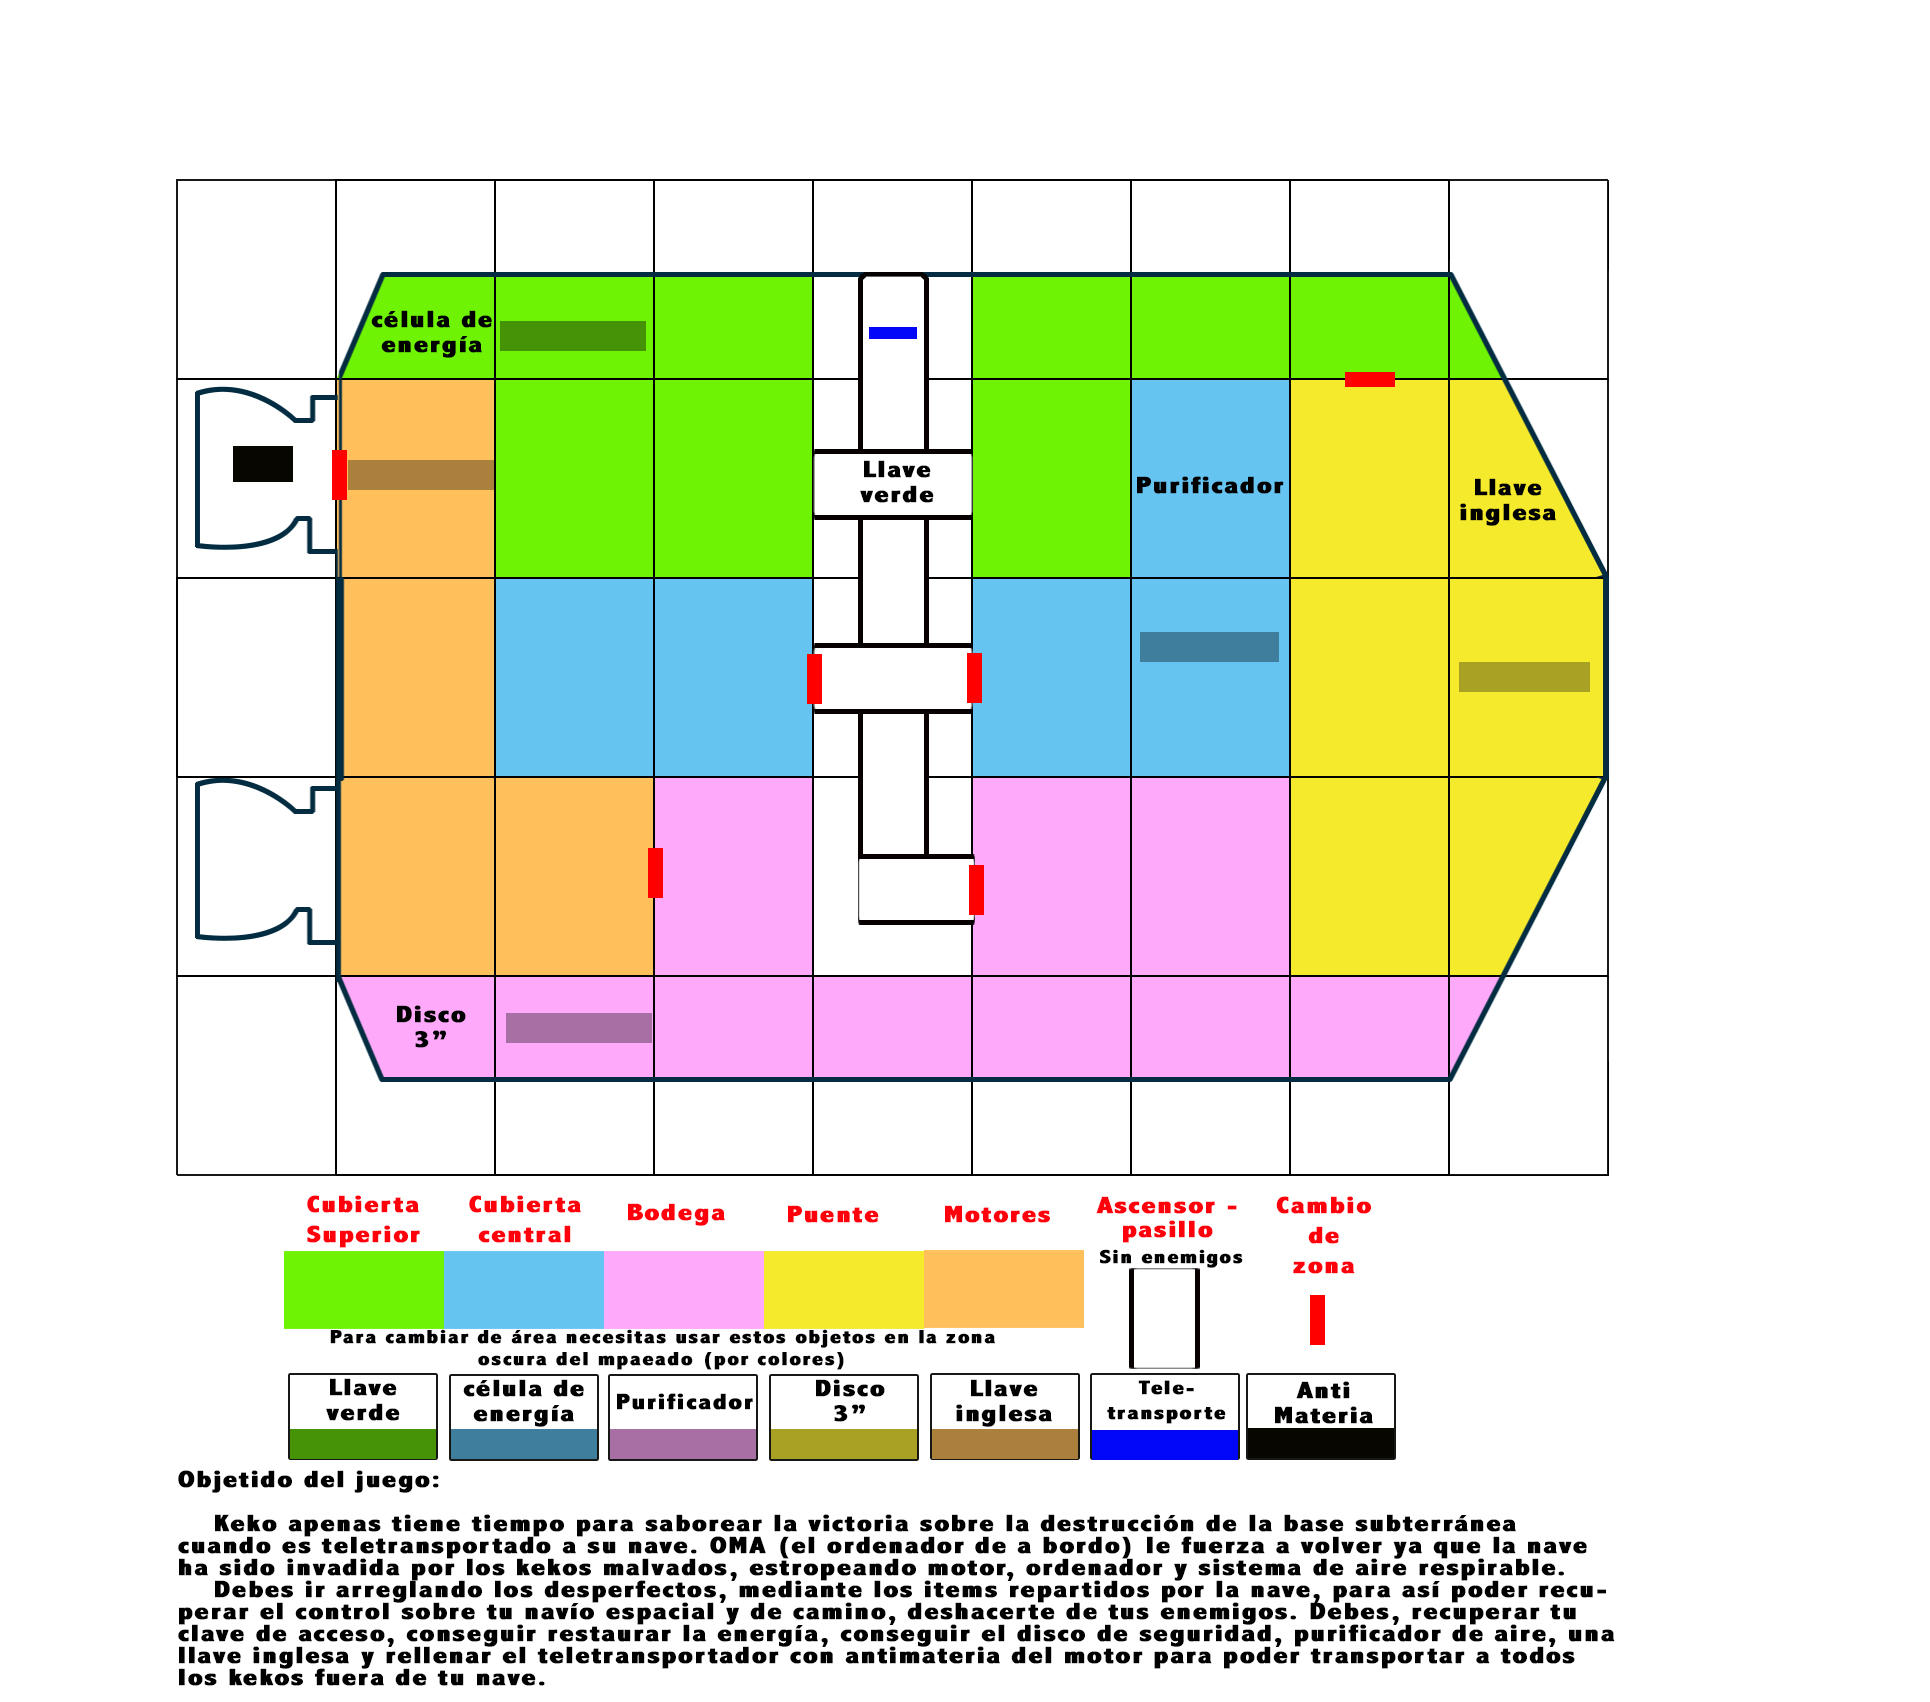 célula de
energía
Llave
verde
Purificador
Llave
inglesa
Disco
3”
Cubierta
Superior
Cubierta
central
Bodega
Puente
Motores
Ascensor -
pasillo
Sin enemigos
Cambio
de
zona
Para cambiar de área necesitas usar estos objetos en la zona
oscura del mpaeado (por colores)
Llave
verde
célula de
energía
Purificador
Disco
3”
Llave
inglesa
Tele-
transporte
Anti
Materia
Objetido del juego:
Keko apenas tiene tiempo para saborear la victoria sobre la destrucción de la base subterránea
cuando es teletransportado a su nave. OMA (el ordenador de a bordo) le fuerza a volver ya que la nave
ha sido invadida por los kekos malvados, estropeando motor, ordenador y sistema de aire respirable.
Debes ir arreglando los desperfectos, mediante los items repartidos por la nave, para así poder recu-
perar el control sobre tu navío espacial y de camino, deshacerte de tus enemigos. Debes, recuperar tu
clave de acceso, conseguir restaurar la energía, conseguir el disco de seguridad, purificador de aire, una
llave inglesa y rellenar el teletransportador con antimateria del motor para poder transportar a todos
los kekos fuera de tu nave.